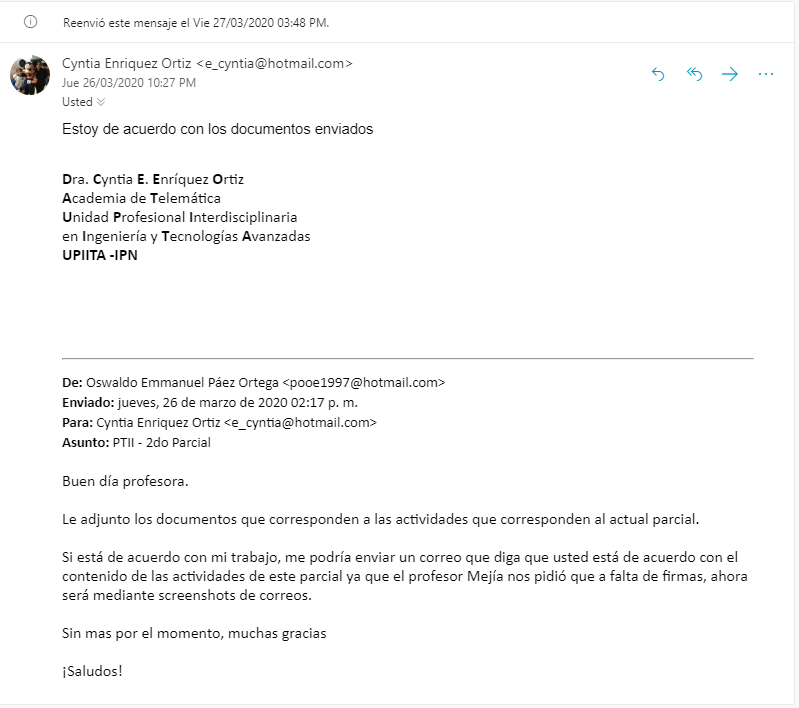 Reenvió este mensaje el Vie 27/03/2020 03:48 PM.
Cyntia Enriquez Ortiz <e_cyntia@hotmail.com>
Jue 26/03/2020 10:27 PM
Usted
Estoy de acuerdo con los documentos enviados
Dra. Cyntia E. Enríquez Ortiz
Academia de Telemática
Unidad Profesional Interdisciplinaria
en Ingeniería y Tecnologías Avanzadas
UPIITA -IPN
De: Oswaldo Emmanuel Páez Ortega <pooe1997@hotmail.com>
Enviado: jueves, 26 de marzo de 2020 02:17 p. m.
Para: Cyntia Enriquez Ortiz <e_cyntia@hotmail.com>
Asunto: PTII - 2do Parcial
Buen día profesora.
Le adjunto los documentos que corresponden a las actividades que corresponden al actual parcial.
Si está de acuerdo con mi trabajo, me podría enviar un correo que diga que usted está de acuerdo con el
contenido de las actividades de este parcial ya que el profesor Mejía nos pidió que a falta de firmas, ahora
será mediante screenshots de correos.
Sin mas por el momento, muchas gracias
¡Saludos!